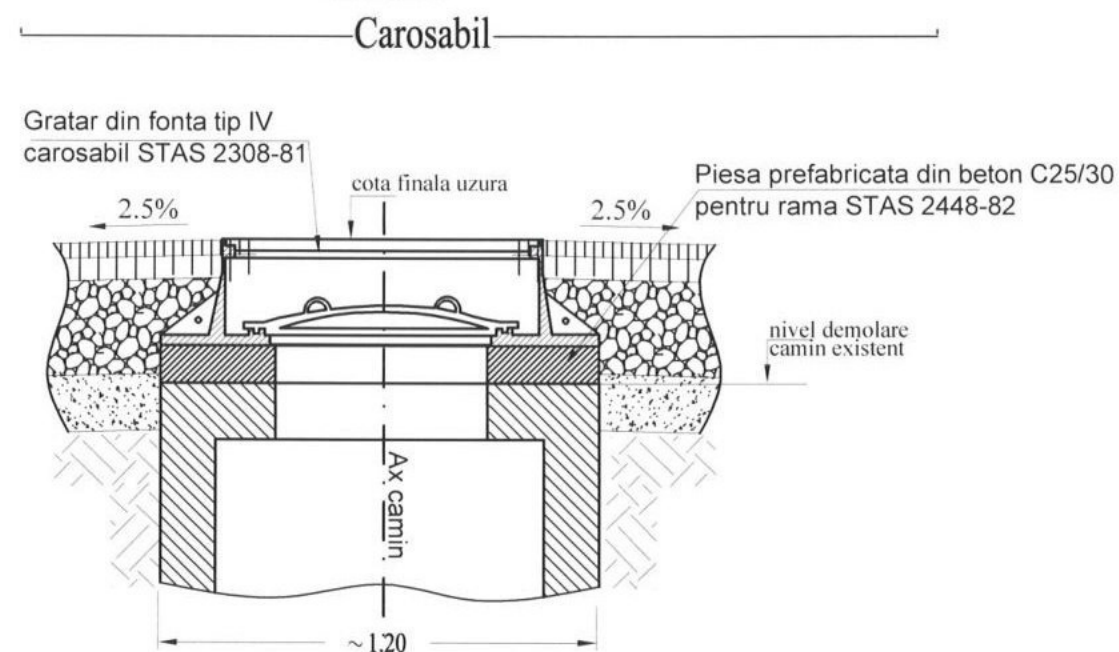 Carosabil
Gratar din fonta tip IV
carosabil STAS 2308-81
cota finala uzura
Piesa prefabricata din beton C25/30
pentru rama STAS 2448-82
2.5%
2.5%
nivel demolare
camin existent
Ax camin
~1.20